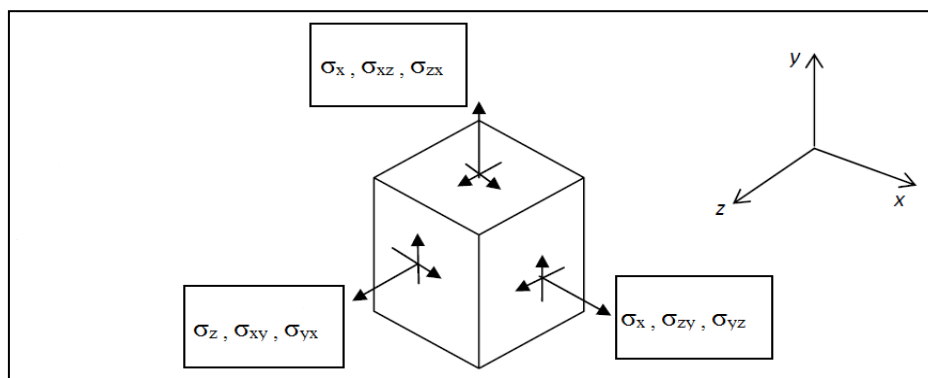 σx , σxz , σzx
y
z
x
σz , σxy , σyx
σx , σzy , σyz